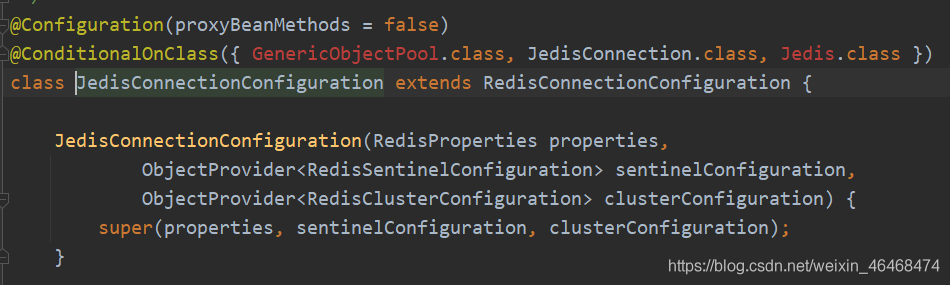 */
@Configuration(proxyBeanMethods = false)
@ConditionalOnClass({ GenericObjectPool.class, JedisConnection.class, Jedis.class })
class JedisConnectionConfiguration extends RedisConnectionConfiguration {
JedisConnectionConfiguration(RedisProperties properties,
ObjectProvider<RedisSentinelConfiguration> sentinelConfiguration,
ObjectProvider<RedisClusterConfiguration> clusterConfiguration) {
super(properties, sentinelConfiguration, clusterConfiguration);
}
https://blog.csdn.net/weixin_46468474